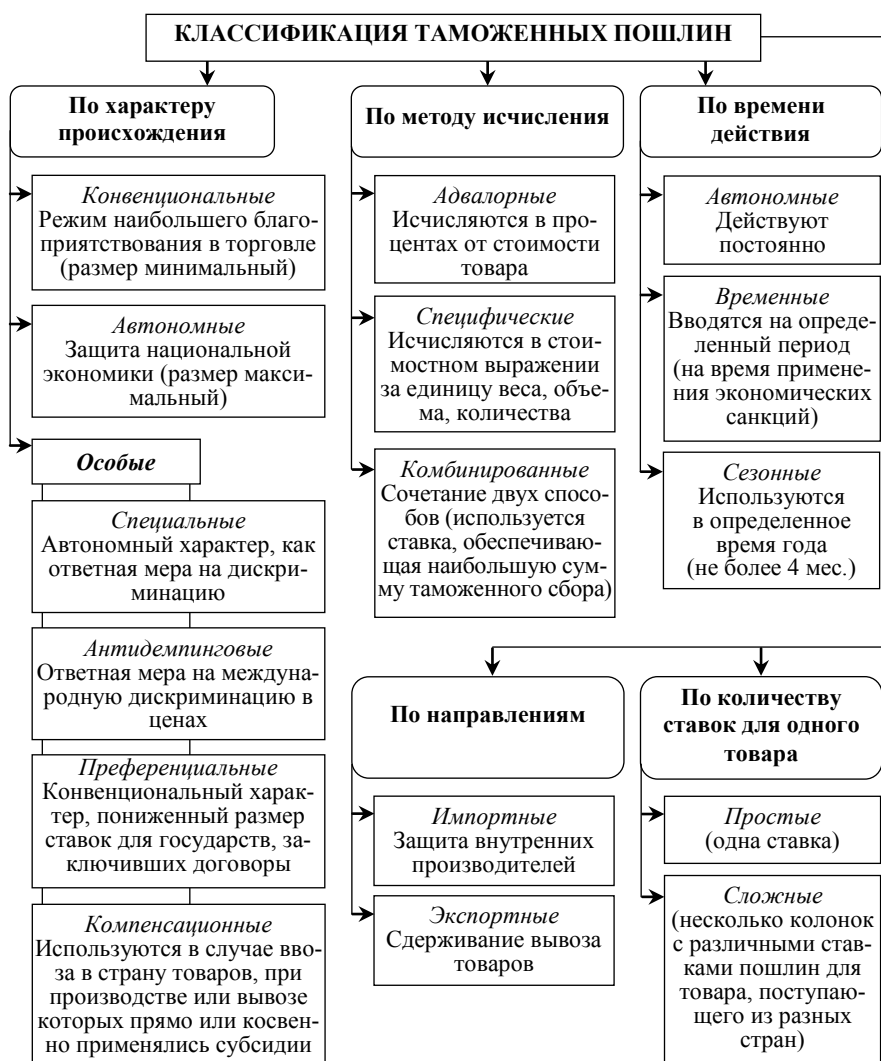 КЛАССИФИКАЦИЯ ТАМОЖЕННЫХ ПОШЛИН
По характеру
происхождения
Конвенциональные
Режим наибольшего благо-
приятствования в торговле
(размер минимальный)
Автономные
Защита национальной
экономики (размер макси-
мальный)
Особые
Специальные
Автономный характер, как
ответная мера на дискри-
минацию
Антидемпинговые
Ответная мера на междуна-
родную дискриминацию в
ценах
Преференциальные
Конвенциональный харак-
тер, пониженный размер
ставок для государств, за-
ключивших договоры
Компенсационные
Используются в случае вво-
за в страну товаров, при
производстве или вывозе
которых прямо или косвен-
но применялись субсидии
По методу исчисления
Адвалорные
Исчисляются в про-
центах от стоимости
товара
Специфические
Исчисляются в стои-
мостном выражении
за единицу веса, объе-
ма, количества
Комбинированные
Сочетание двух спосо-
бов (используется
ставка, обеспечиваю-
щая наибольшую сум-
му таможенного сбора)
По времени
действия
Автономные
Действуют
постоянно
Временные
Вводятся на опреде-
ленный период
(на время примене-
ния экономических
санкций)
Сезонные
Используются
в определенное
время года
(не более 4 мес.)
По направлениям
Импортные
Защита внутренних
производителей
Экспортные
Сдерживание вывоза
товаров
По количеству
ставок для одного
товара
Простые
(одна ставка)
Сложные
(несколько колонок
с различными став-
ками пошлин для
товара, поступаю-
щего из разных
стран)